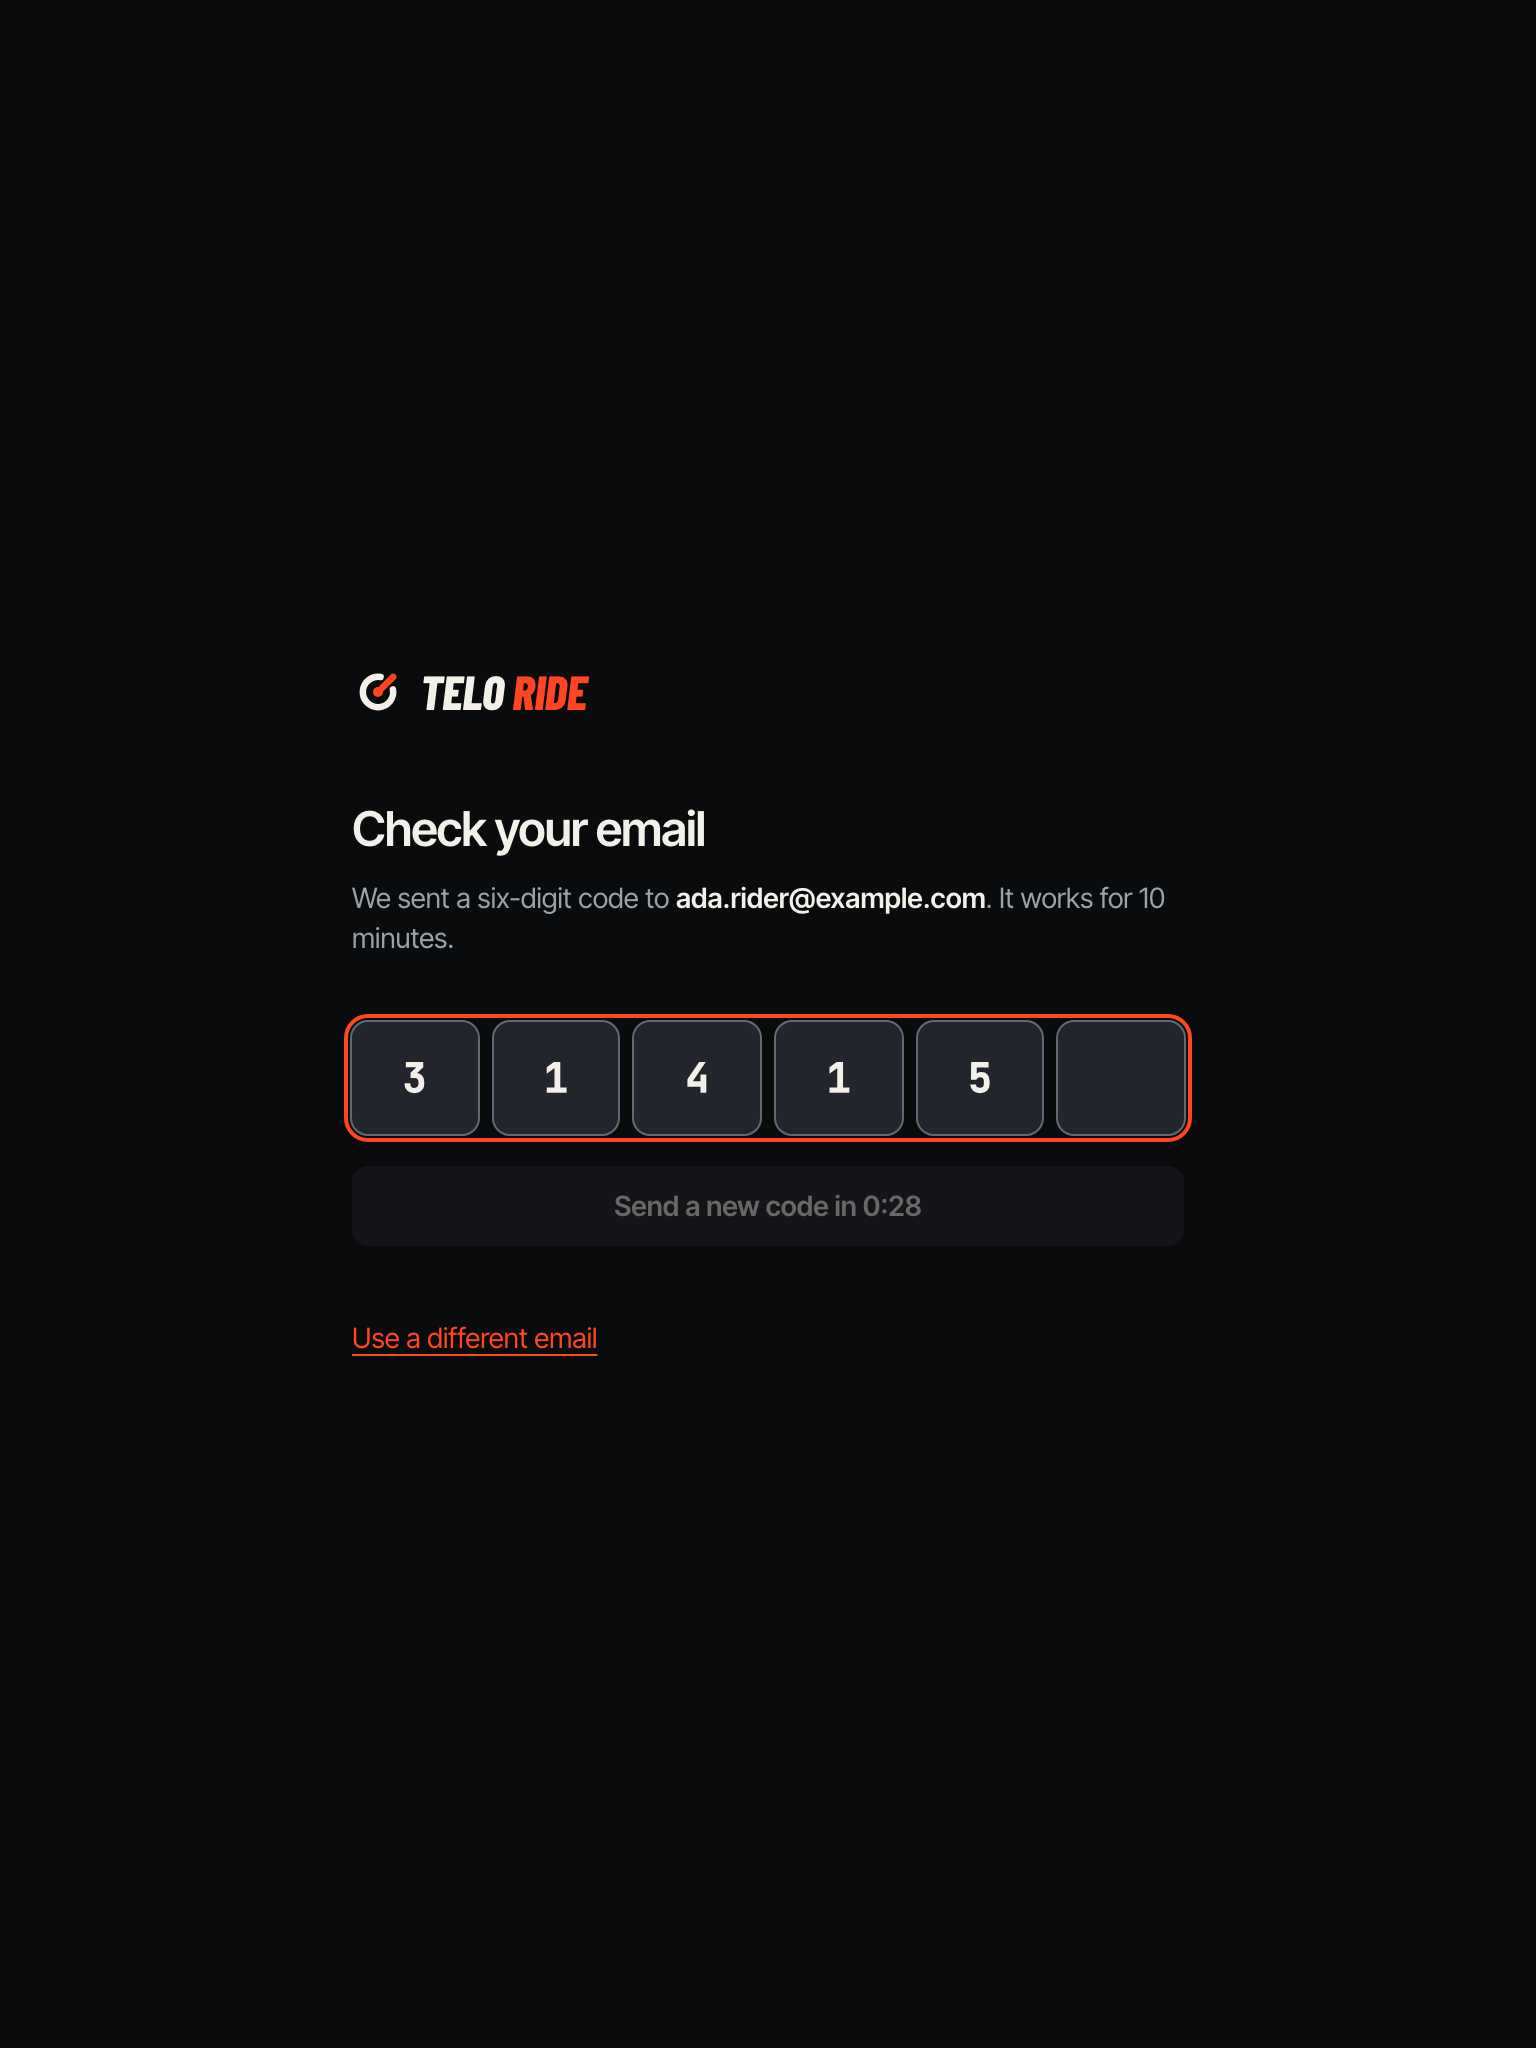 TELO RIDE
Check your email
We sent a six-digit code to ada.rider@example.com. It works for 10
minutes.
3 1 4 1 5
Send a new code in 0:28
Use a different email